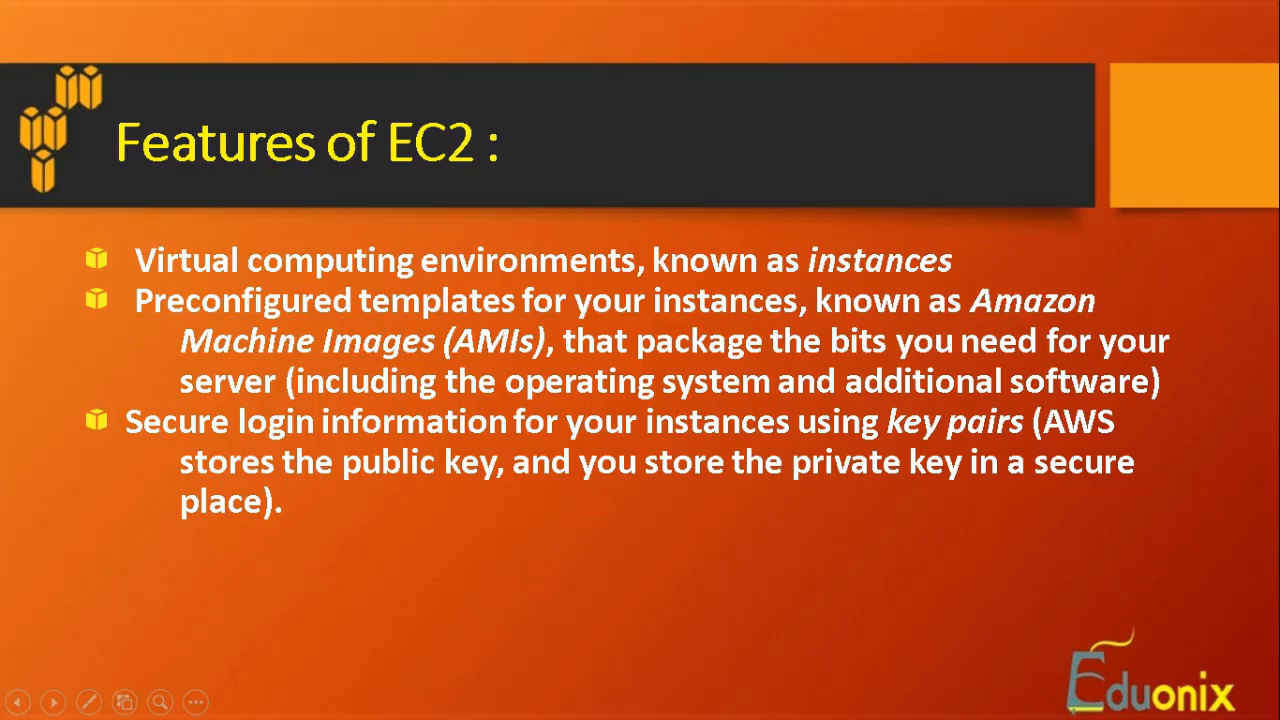 Features of EC2 :
Virtual computing environments, known as instances
Preconfigured templates for your instances, known as Amazon
Machine Images (AMIs), that package the bits you need for your
server (including the operating system and additional software)
Secure login information for your instances using key pairs (AWS
stores the public key, and you store the private key in a secure
place).
Eduonix